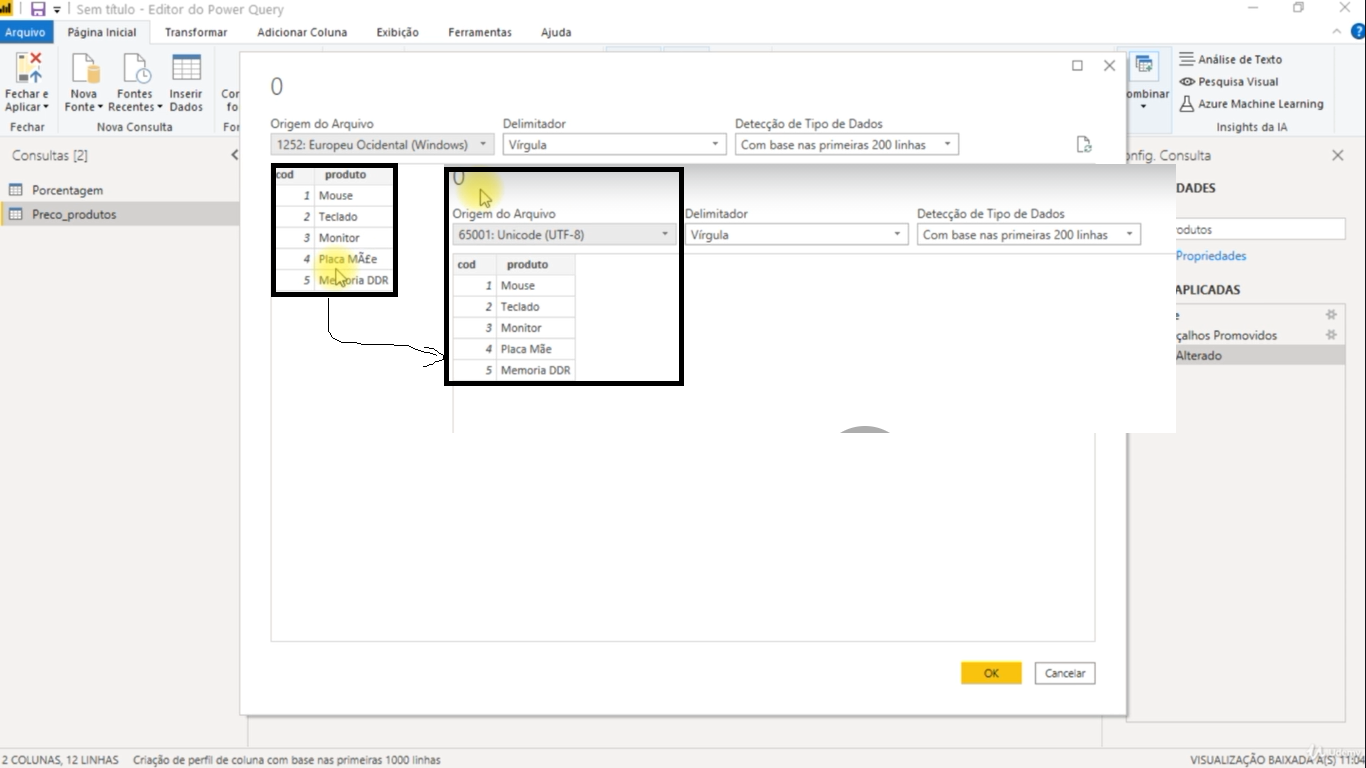 Sem título - Editor do Power Query
Arquivo Página Inicial Transformar Adicionar Coluna Exibição Ferramentas Ajuda
Fechar e Aplicar
Nova Fonte
Fontes Recentes
Inserir Dados
Cor
fo
ombinar
Análise de Texto
Pesquisa Visual
Azure Machine Learning
Fechar
Nova Consulta
For
Insights da IA
Consultas [2]
Porcentagem
Preco_produtos
0
Origem do Arquivo Delimitador Detecção de Tipo de Dados
1252: Europeu Ocidental (Windows) Vírgula Com base nas primeiras 200 linhas
cod produto
1 Mouse
2 Teclado
3 Monitor
4 Placa MÃ£e
5 Memoria DDR
0
Origem do Arquivo Delimitador Detecção de Tipo de Dados
65001: Unicode (UTF-8) Vírgula Com base nas primeiras 200 linhas
cod produto
1 Mouse
2 Teclado
3 Monitor
4 Placa Mãe
5 Memoria DDR
OK Cancelar
onfig. Consulta
DADES
odutos
Propriedades
APLICADAS
e
çalhos Promovidos
Alterado
2 COLUNAS, 12 LINHAS Criação de perfil de coluna com base nas primeiras 1000 linhas
VISUALIZAÇÃO BAIXADA À(S) 11:04